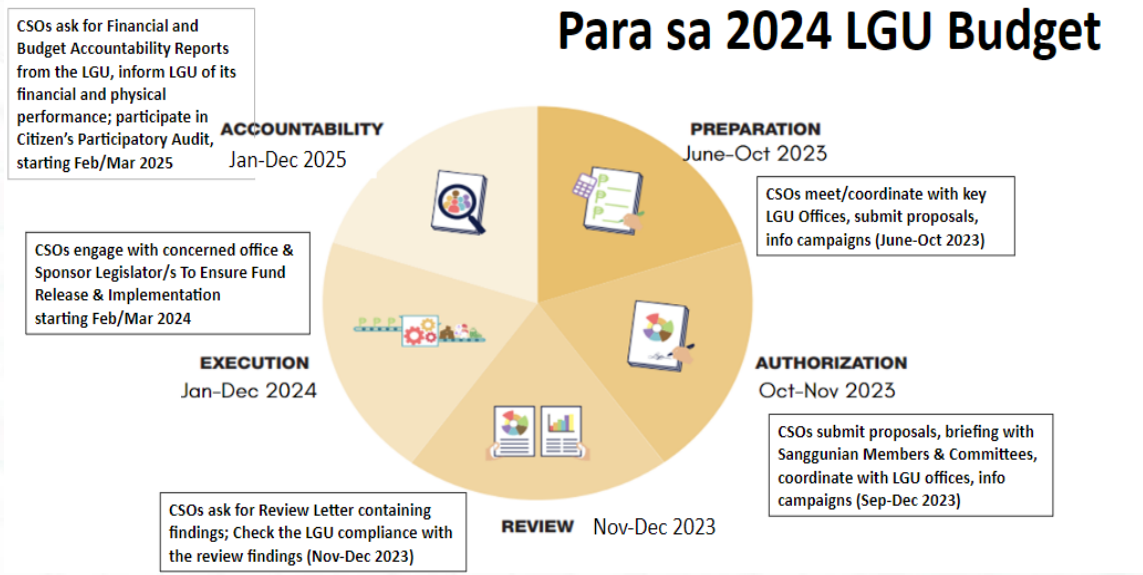 Para sa 2024 LGU Budget
CSOs ask for Financial and
Budget Accountability Reports
from the LGU, inform LGU of its
financial and physical
performance; participate in
Citizen's Participatory Audit,
starting Feb/Mar 2025
ACCOUNTABILITY
Jan-Dec 2025
PREPARATION
June-Oct 2023
CSOs meet/coordinate with key
LGU Offices, submit proposals,
info campaigns (June-Oct 2023)
CSOs engage with concerned office &
Sponsor Legislator/s To Ensure Fund
Release & Implementation
starting Feb/Mar 2024
EXECUTION
Jan-Dec 2024
AUTHORIZATION
Oct-Nov 2023
CSOs submit proposals, briefing with
Sanggunian Members & Committees,
coordinate with LGU offices, info
campaigns (Sep-Dec 2023)
CSOs ask for Review Letter containing
findings; Check the LGU compliance with
the review findings (Nov-Dec 2023)
REVIEW Nov-Dec 2023